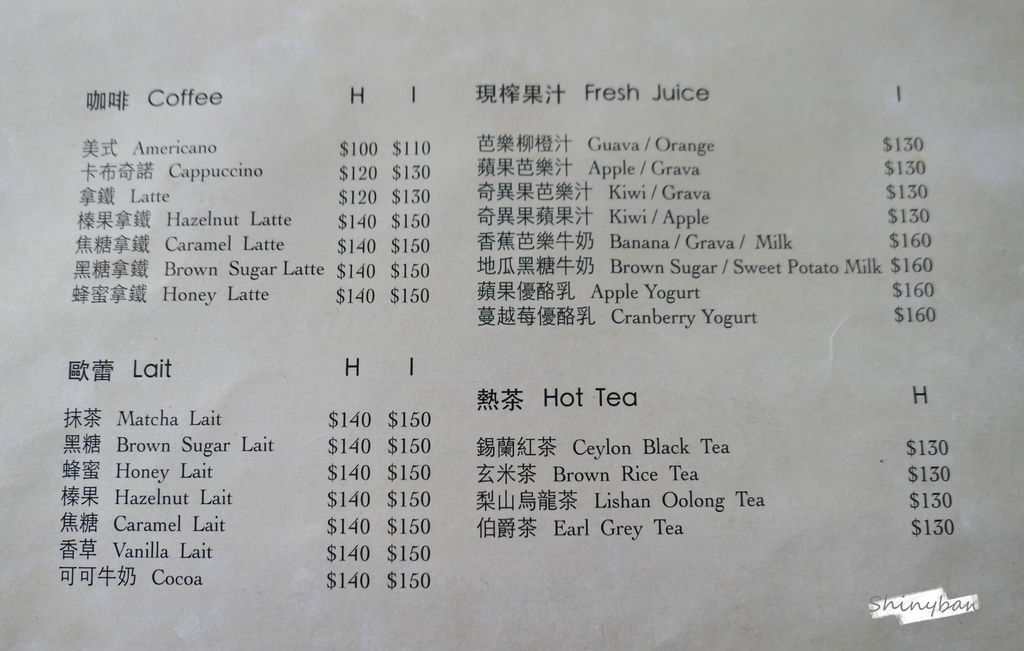 咖啡 Coffee H I
美式 Americano $100 $110
卡布奇諾 Cappuccino $120 $130
拿鐵 Latte $120 $130
榛果拿鐵 Hazelnut Latte $140 $150
焦糖拿鐵 Caramel Latte $140 $150
黑糖拿鐵 Brown Sugar Latte $140 $150
蜂蜜拿鐵 Honey Latte $140 $150
歐蕾 Lait H I
抹茶 Matcha Lait $140 $150
黑糖 Brown Sugar Lait $140 $150
蜂蜜 Honey Lait $140 $150
榛果 Hazelnut Lait $140 $150
焦糖 Caramel Lait $140 $150
香草 Vanilla Lait $140 $150
可可牛奶 Cocoa $140 $150
現榨果汁 Fresh Juice I
芭樂柳橙汁 Guava / Orange $130
蘋果芭樂汁 Apple / Grava $130
奇異果芭樂汁 Kiwi / Grava $130
奇異果蘋果汁 Kiwi / Apple $130
香蕉芭樂牛奶 Banana / Grava / Milk $160
地瓜黑糖牛奶 Brown Sugar / Sweet Potato Milk $160
蘋果優酪乳 Apple Yogurt $160
蔓越莓優酪乳 Cranberry Yogurt $160
熱茶 Hot Tea H
錫蘭紅茶 Ceylon Black Tea $130
玄米茶 Brown Rice Tea $130
梨山烏龍茶 Lishan Oolong Tea $130
伯爵茶 Earl Grey Tea $130
Shinyban